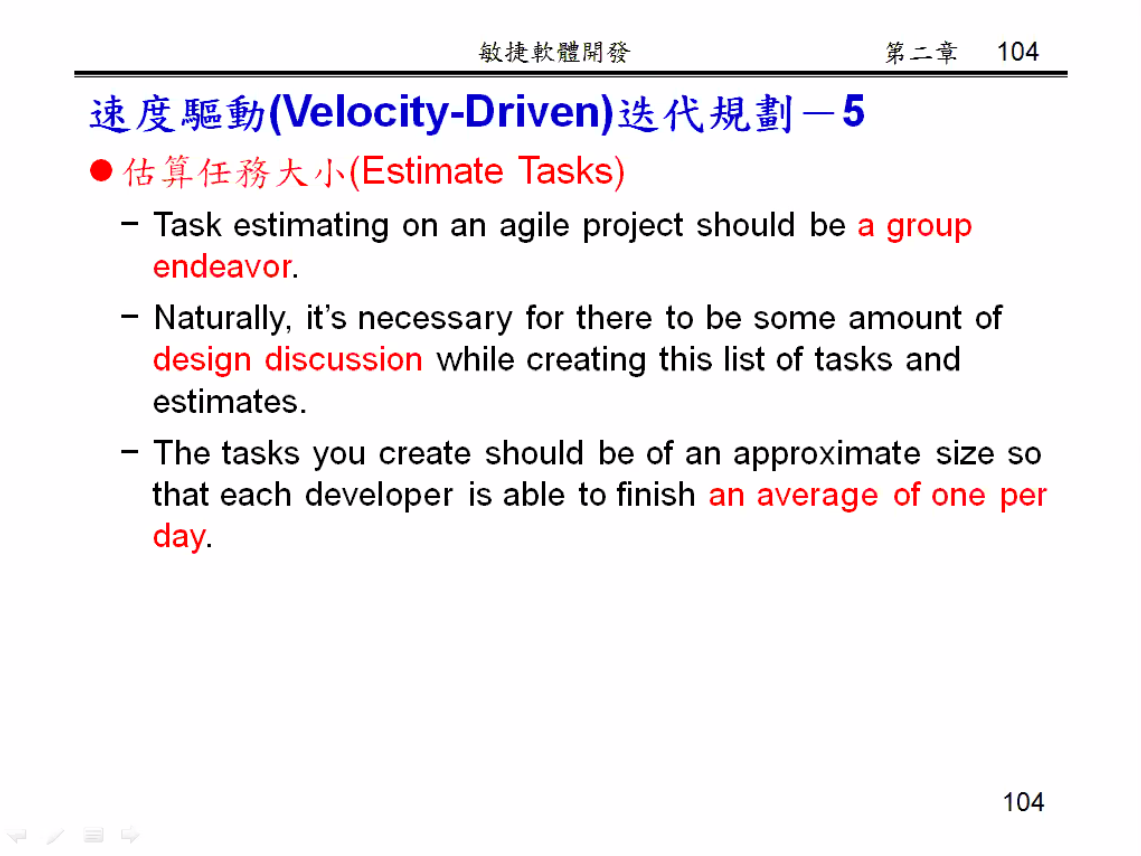 敏捷軟體開發 第二章 104
速度驅動(Velocity-Driven)迭代規劃－5
●估算任務大小(Estimate Tasks)
– Task estimating on an agile project should be a group
endeavor.
– Naturally, it’s necessary for there to be some amount of
design discussion while creating this list of tasks and
estimates.
– The tasks you create should be of an approximate size so
that each developer is able to finish an average of one per
day.
104